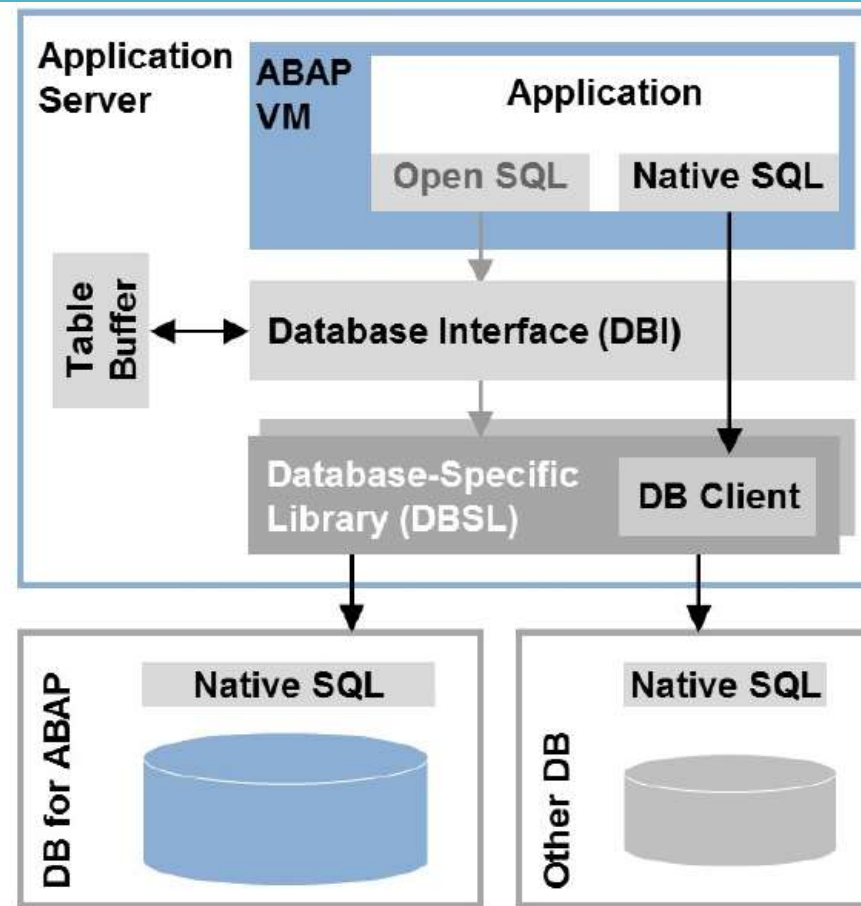 Application
Server
ABAP
VM
Application
Open SQL
Native SQL
Table
Buffer
Database Interface (DBI)
Database-Specific
Library (DBSL)
DB Client
DB for ABAP
Native SQL
Other DB
Native SQL